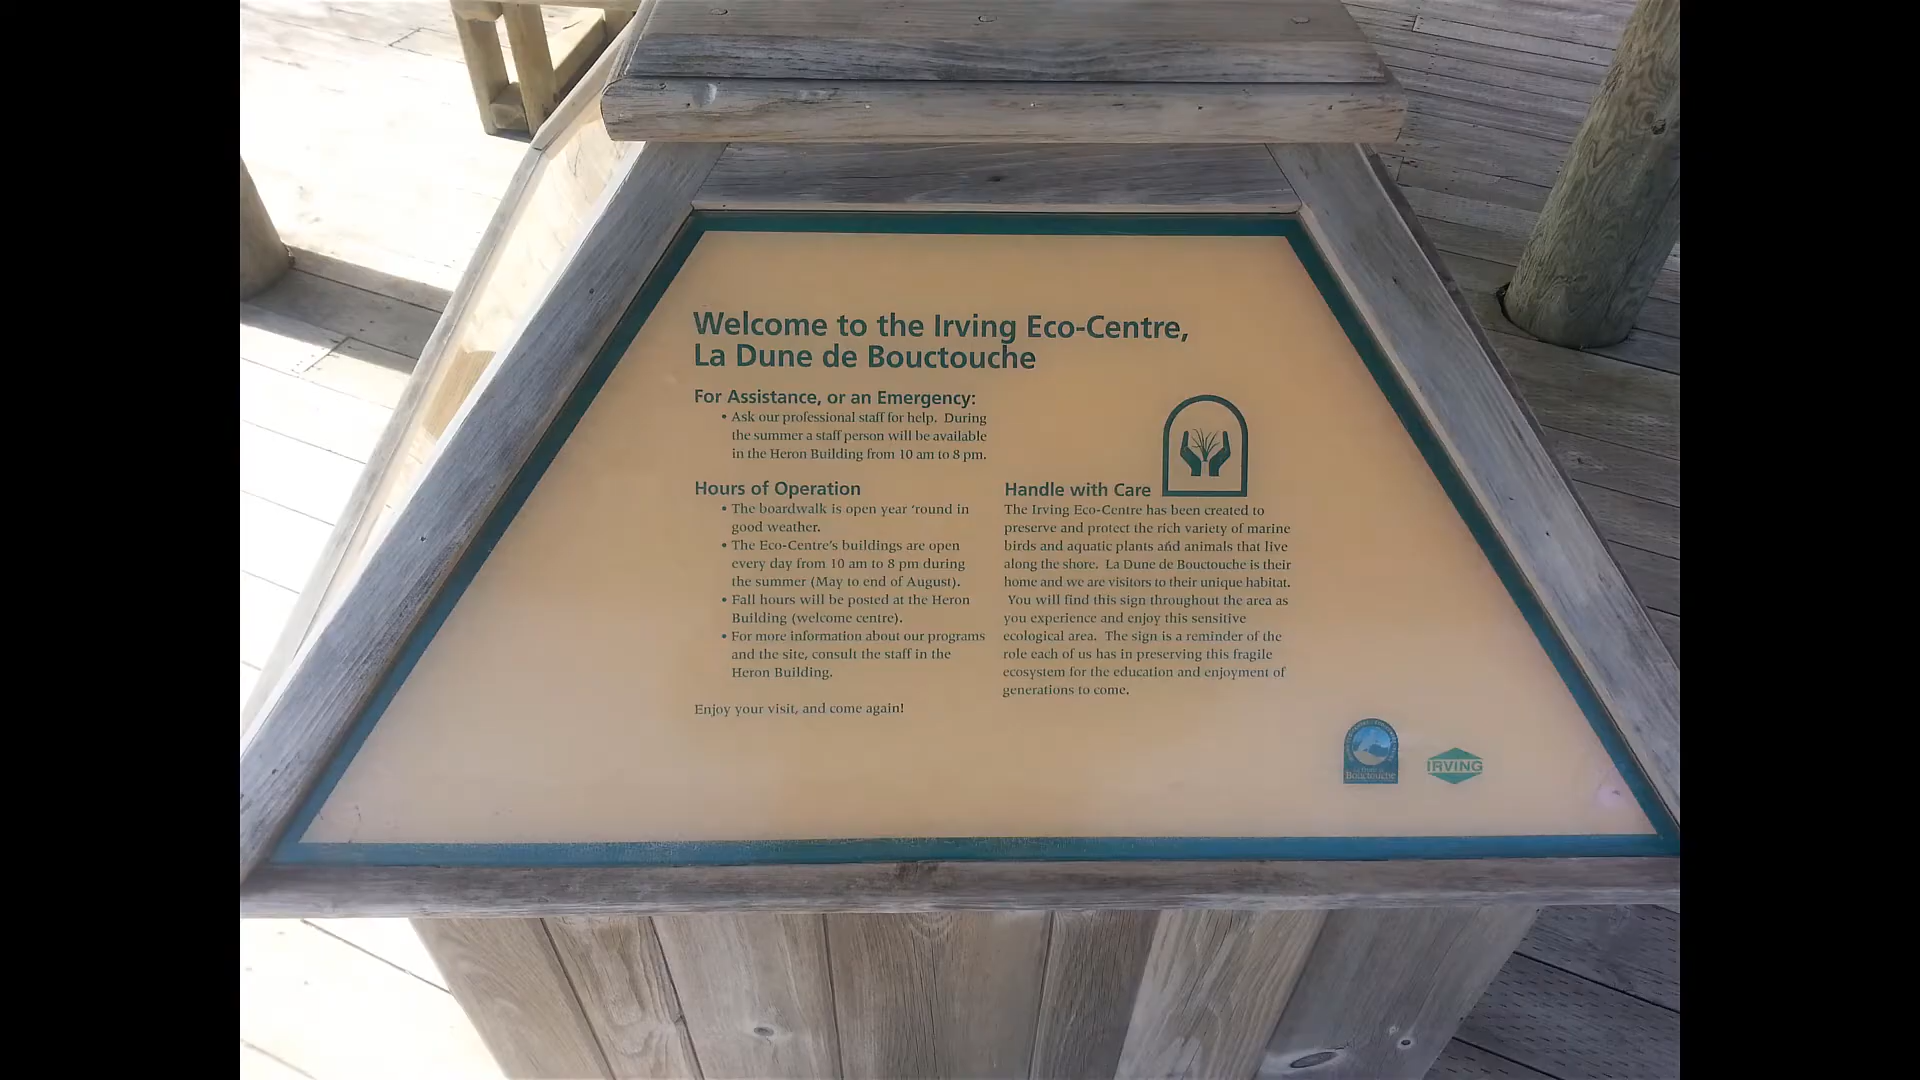 Welcome to the Irving Eco-Centre,
La Dune de Bouctouche
For Assistance, or an Emergency:
• Ask our professional staff for help. During
the summer a staff person will be available
in the Heron Building from 10 am to 8 pm.
Hours of Operation
• The boardwalk is open year ‘round in
good weather.
• The Eco-Centre's buildings are open
every day from 10 am to 8 pm during
the summer (May to end of August).
• Fall hours will be posted at the Heron
Building (welcome centre).
• For more information about our programs
and the site, consult the staff in the
Heron Building.
Enjoy your visit, and come again!
Handle with Care
The Irving Eco-Centre has been created to
preserve and protect the rich variety of marine
birds and aquatic plants and animals that live
along the shore. La Dune de Bouctouche is their
home and we are visitors to their unique habitat.
You will find this sign throughout the area as
you experience and enjoy this sensitive
ecological area. The sign is a reminder of the
role each of us has in preserving this fragile
ecosystem for the education and enjoyment of
generations to come.
Bouctouche
IRVING